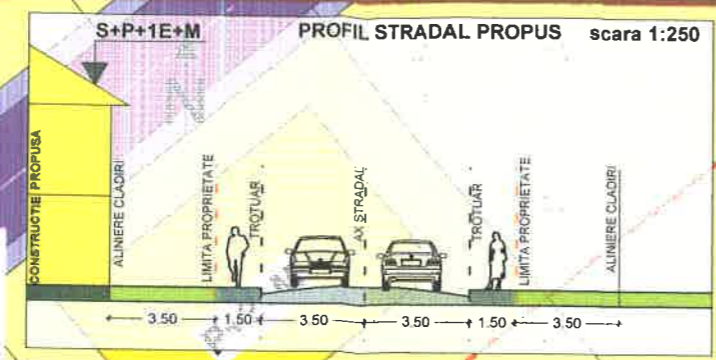 S+P+1E+M PROFIL STRADAL PROPUS scara 1:250
CONSTRUCTIE PROPUSA
ALINIERE CLADIRI
LIMITA PROPRIETATE
TROTUAR
AX STRADAL
TROTUAR
LIMITA PROPRIETATE
ALINIERE CLADIRI
3.50 1.50 3.50 3.50 1.50 3.50